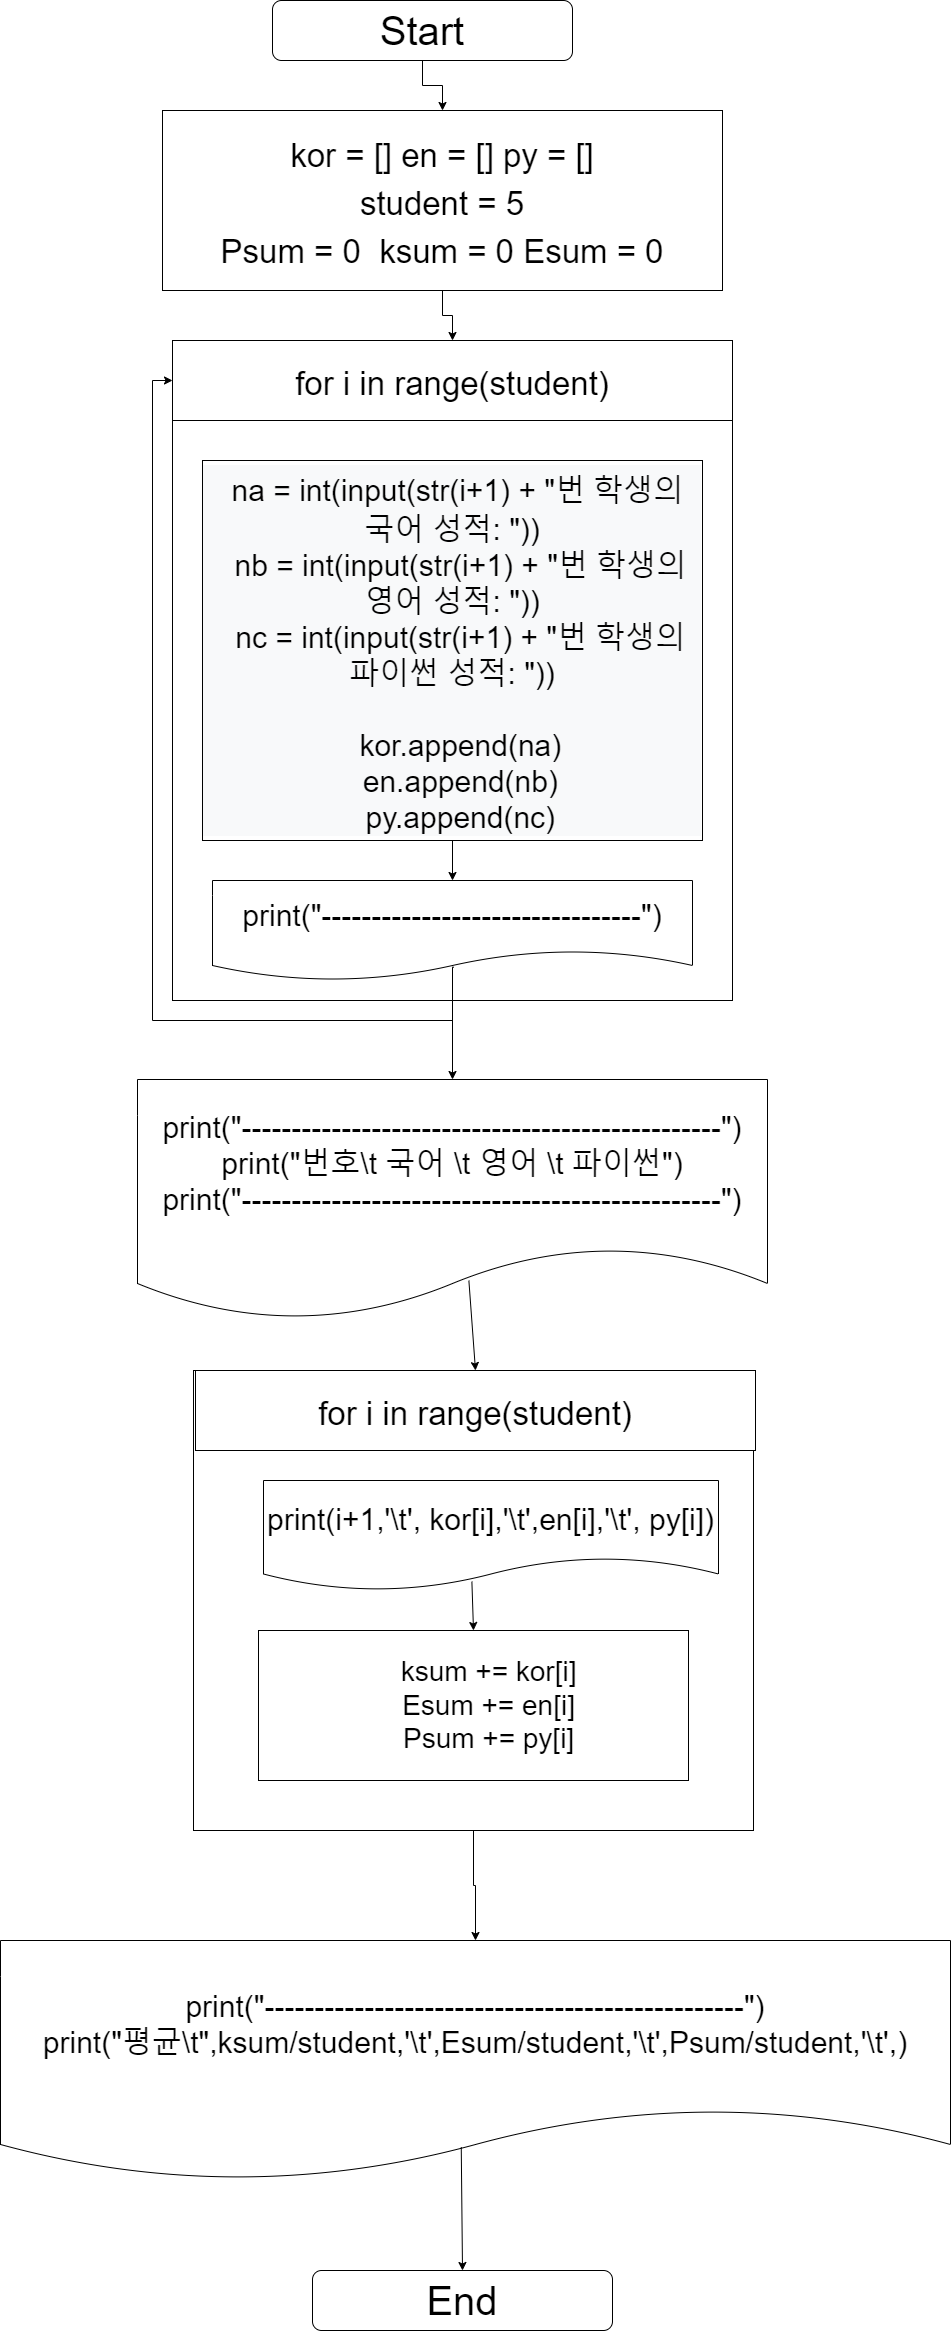 Start
kor = [] en = [] py = []
student = 5
Psum = 0  ksum = 0 Esum = 0
for i in range(student)
na = int(input(str(i+1) + "번 학생의
국어 성적: "))
nb = int(input(str(i+1) + "번 학생의
영어 성적: "))
nc = int(input(str(i+1) + "번 학생의
파이썬 성적: "))
kor.append(na)
en.append(nb)
py.append(nc)
print("--------------------------------")
print("------------------------------------------------")
print("번호\t 국어 \t 영어 \t 파이썬")
print("------------------------------------------------")
for i in range(student)
print(i+1,'\t', kor[i],'\t',en[i],'\t', py[i])
ksum += kor[i]
Esum += en[i]
Psum += py[i]
print("------------------------------------------------")
print("평균\t",ksum/student,'\t',Esum/student,'\t',Psum/student,'\t',)
End